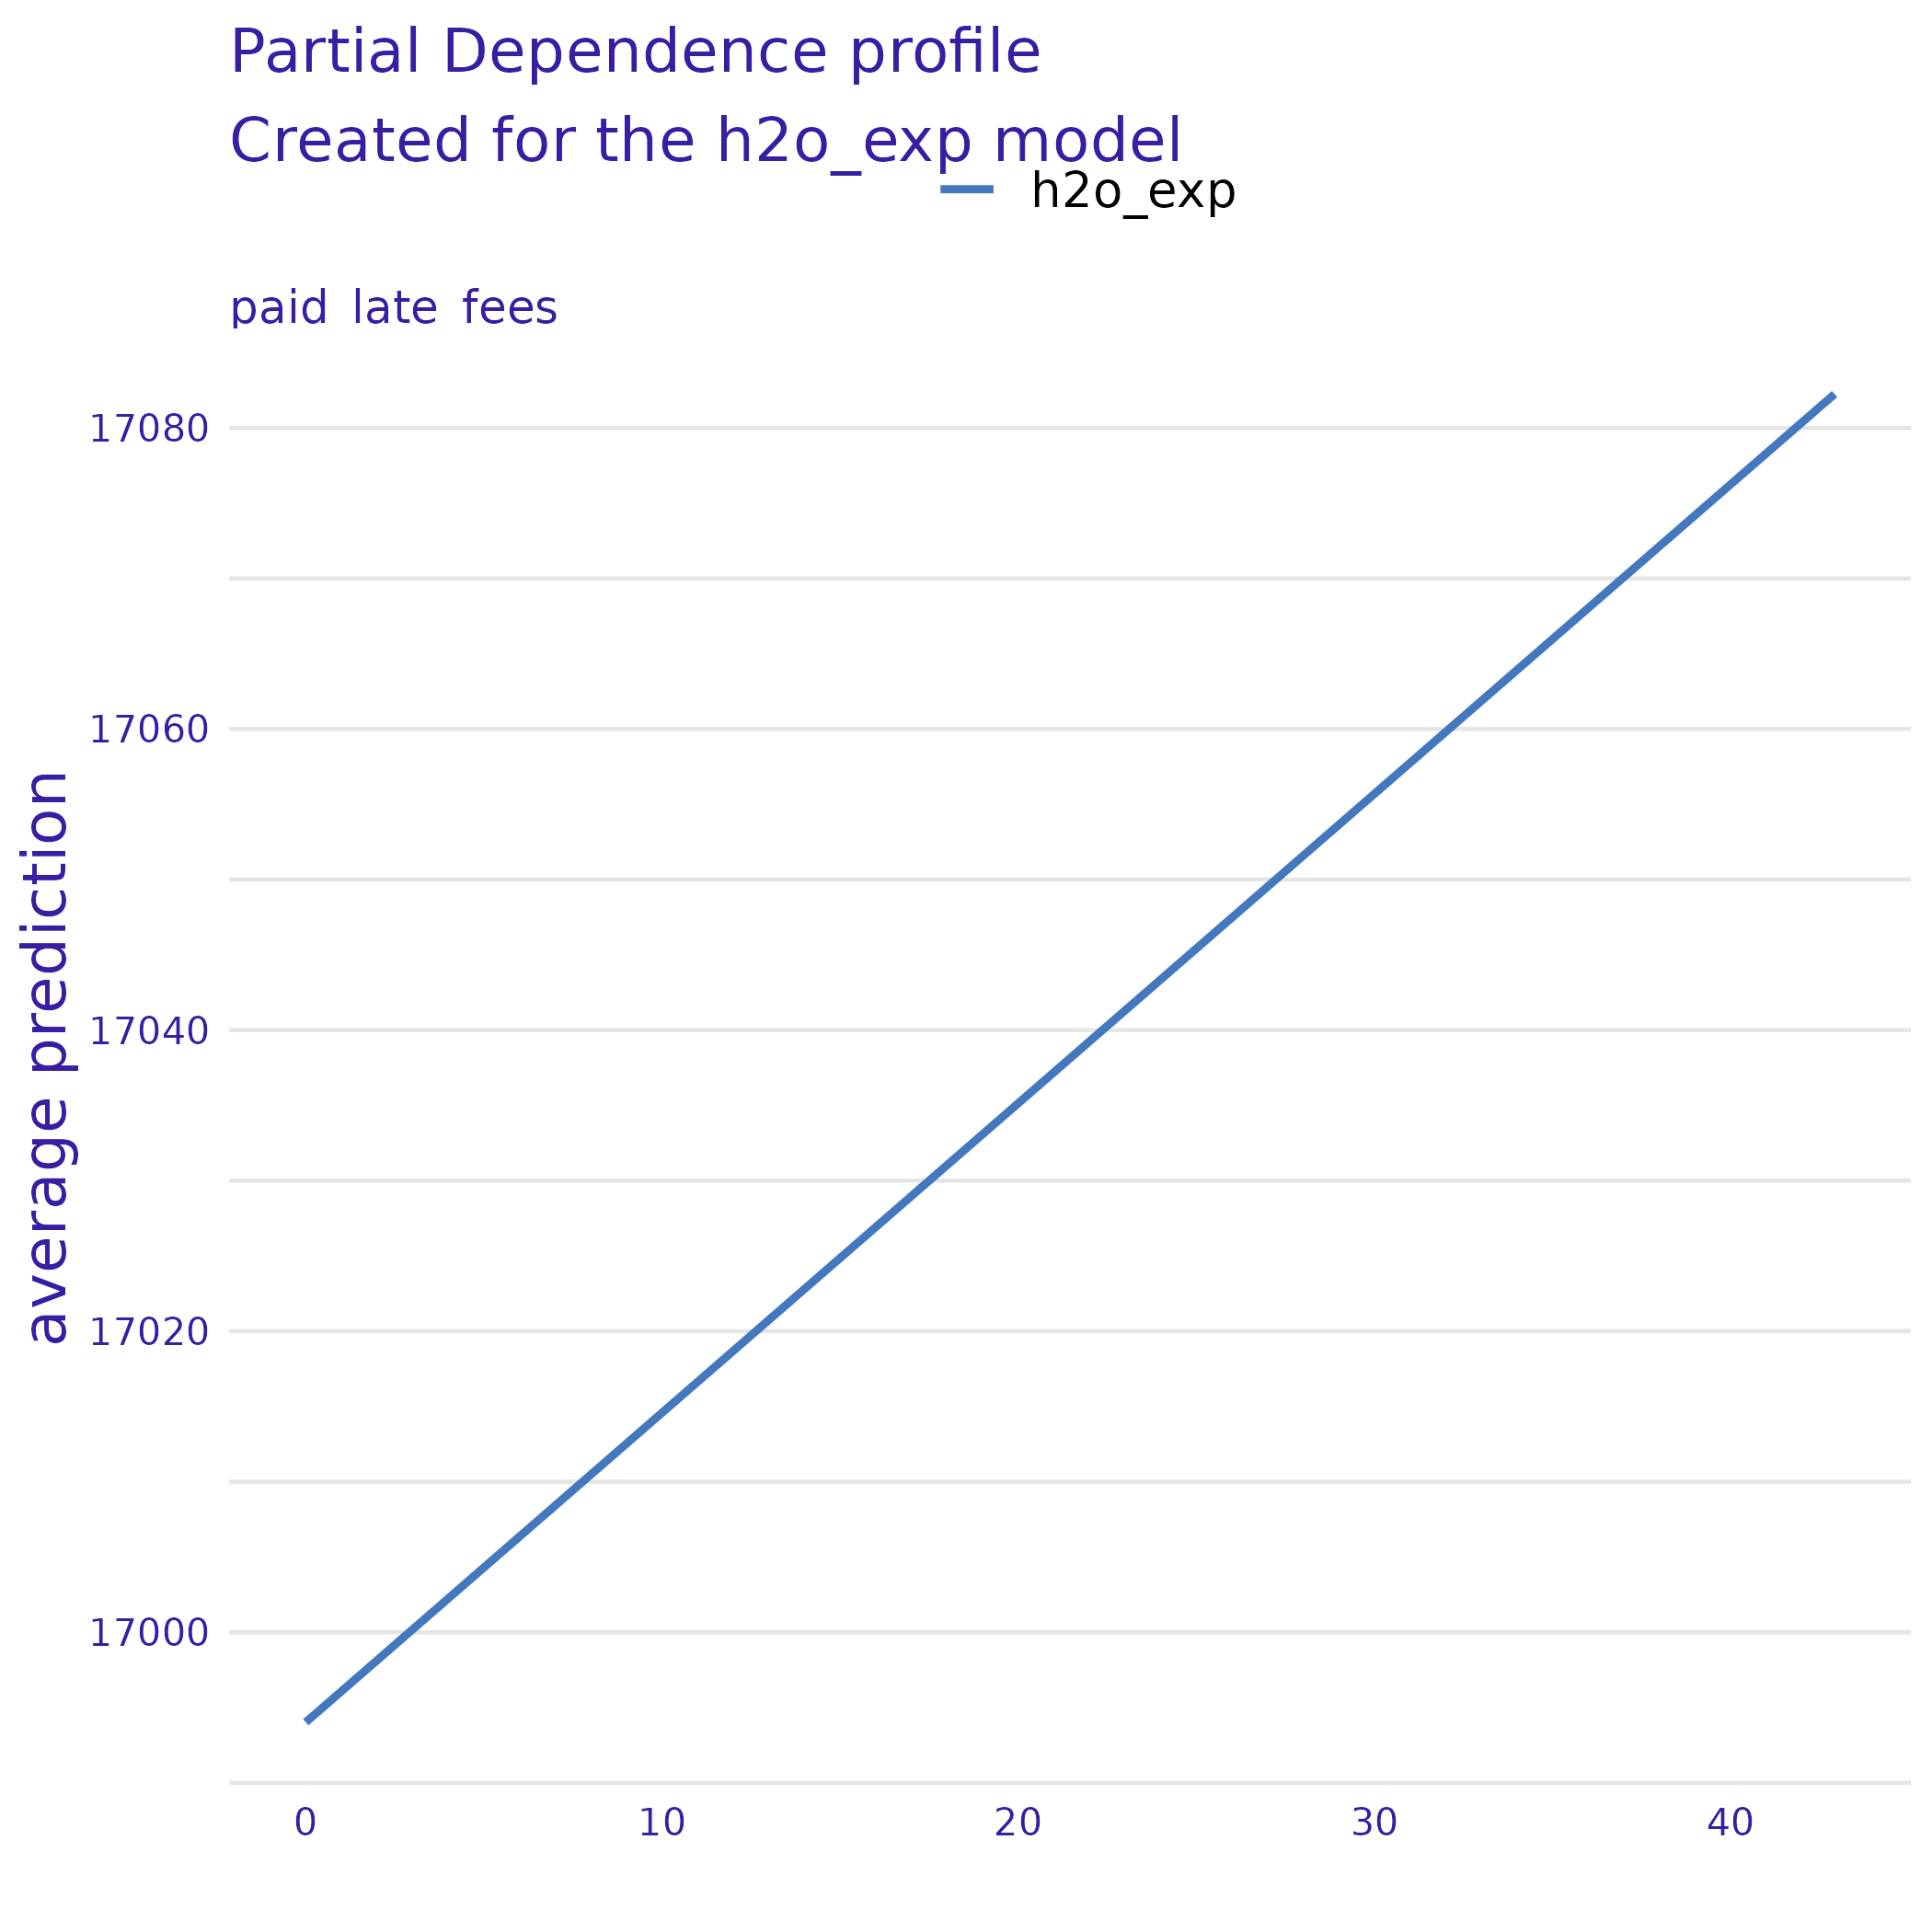 Partial Dependence profile
Created for the h2o_exp model
h2o_exp
paid_late_fees
17080
17060
17040
17020
17000
average prediction
0 10 20 30 40